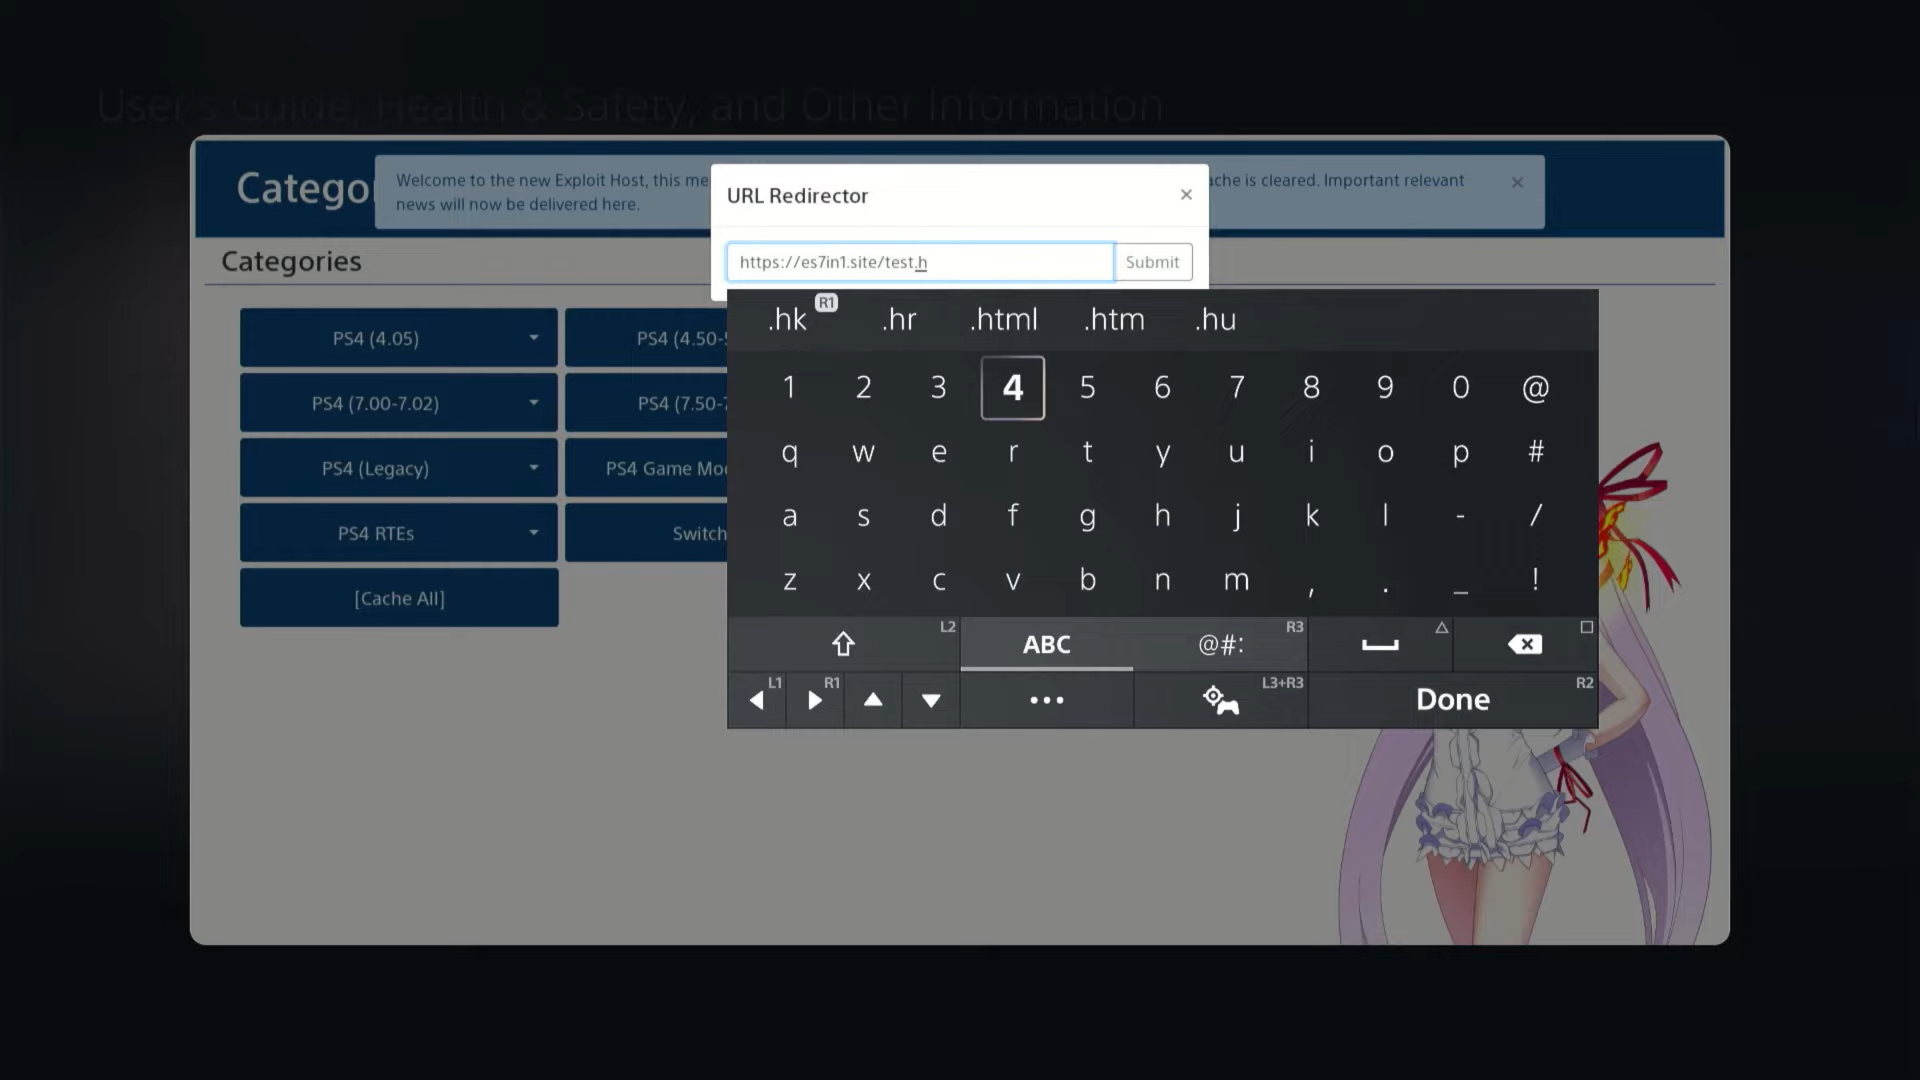 User's Guide, Health & Safety, and Other Information
Catego
Welcome to the new Exploit Host, this me
ache is cleared. Important relevant
news will now be delivered here.
×
URL Redirector
×
https://es7in1.site/test.h
Submit
Categories
PS4 (4.05)
PS4 (4.50-
PS4 (7.00-7.02)
PS4 (7.50-
PS4 (Legacy)
PS4 Game Mo
PS4 RTEs
Switch
[Cache All]
.hk R1 .hr .html .htm .hu
1 2 3 4 5 6 7 8 9 0 @
q w e r t y u i o p #
a s d f g h j k l - /
z x c v b n m , . _ !
L2 ABC @#: R3
L1 R1 ... L3+R3 Done R2